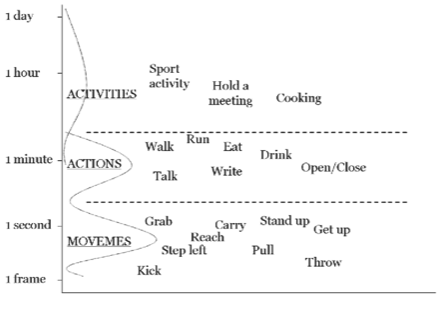 1 day
1 hour
ACTIVITIES
Sport
activity
Hold a
meeting
Cooking
1 minute
ACTIONS
Walk
Run
Eat
Drink
Talk
Write
Open/Close
1 second
MOVEMES
Grab
Carry
Stand up
Get up
Reach
Step left
Pull
Throw
Kick
1 frame